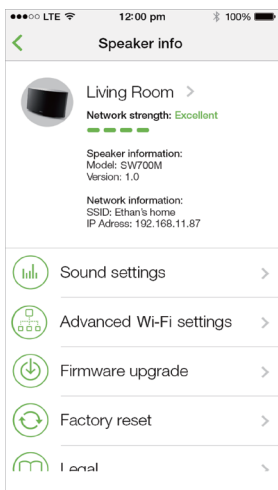 LTE 12:00 pm 100%
Speaker info
Living Room
Network strength: Excellent
Speaker information:
Model: SW700M
Version: 1.0
Network information:
SSID: Ethan's home
IP Adress: 192.168.11.87
Sound settings
Advanced Wi-Fi settings
Firmware upgrade
Factory reset
Legal